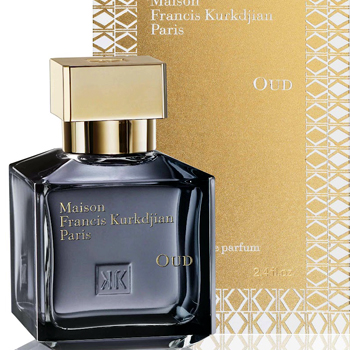 Maison
Francis Kurkdjian
Paris
OUD
parfum
2.4 fl.oz
Maison
Francis Kurkdjian
Paris
OUD